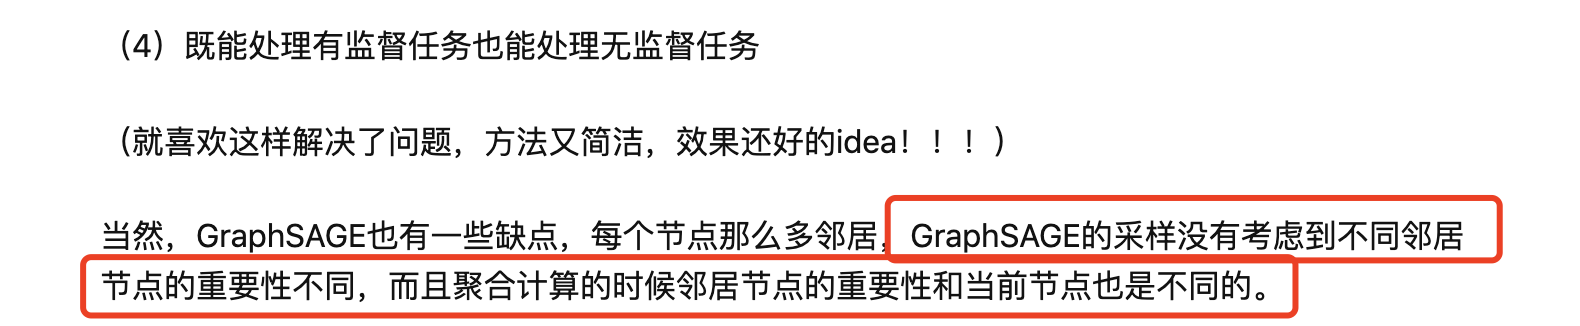 （4）既能处理有监督任务也能处理无监督任务
（就喜欢这样解决了问题，方法又简洁，效果还好的idea！！！）
当然，GraphSAGE也有一些缺点，每个节点那么多邻居，GraphSAGE的采样没有考虑到不同邻居
节点的重要性不同，而且聚合计算的时候邻居节点的重要性和当前节点也是不同的。